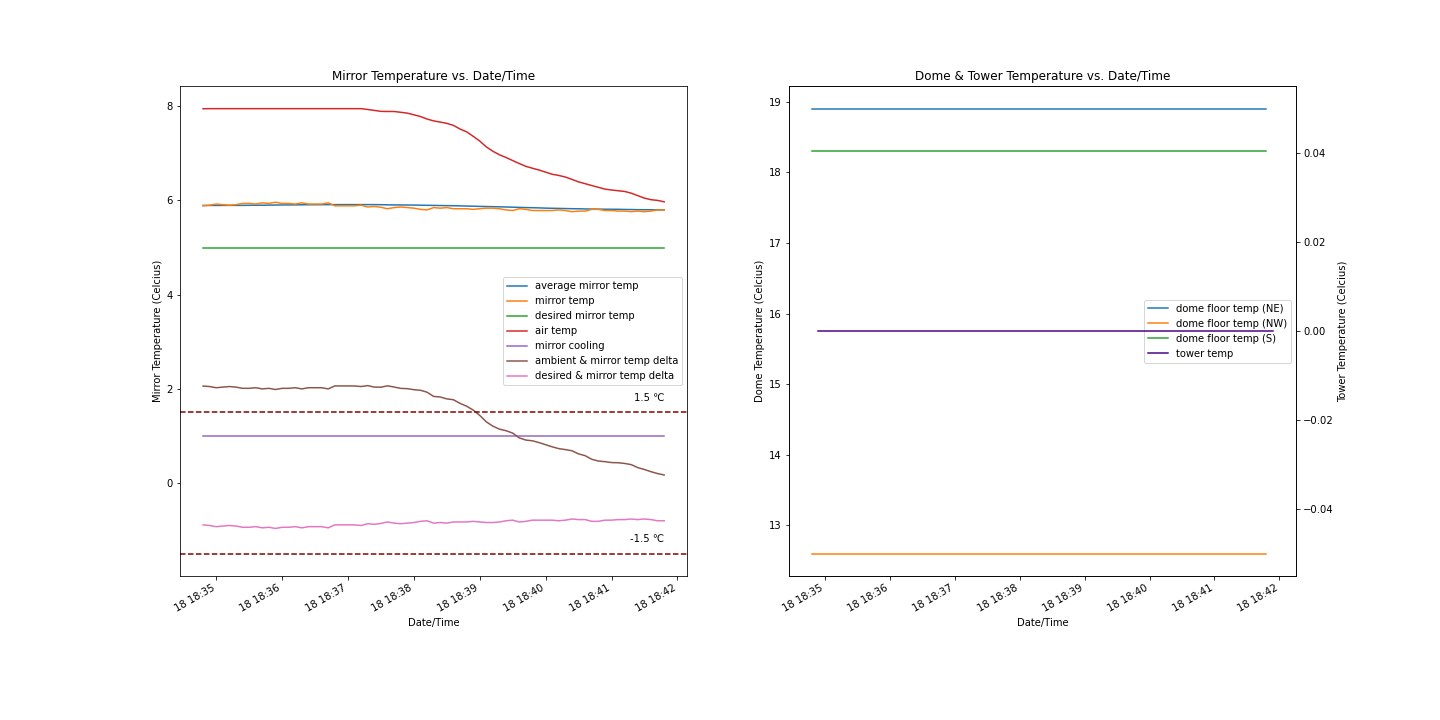 Mirror Temperature vs. Date/Time
Mirror Temperature (Celcius)
8
6
4
2
0
average mirror temp
mirror temp
desired mirror temp
air temp
mirror cooling
ambient & mirror temp delta
desired & mirror temp delta
1.5 ℃
-1.5 ℃
18 18:35
18 18:36
18 18:37
18 18:38
18 18:39
18 18:40
18 18:41
18 18:42
Date/Time
Dome & Tower Temperature vs. Date/Time
Dome Temperature (Celcius)
19
18
17
16
15
14
13
dome floor temp (NE)
dome floor temp (NW)
dome floor temp (S)
tower temp
0.04
0.02
0.00
−0.02
−0.04
Tower Temperature (Celcius)
18 18:35
18 18:36
18 18:37
18 18:38
18 18:39
18 18:40
18 18:41
18 18:42
Date/Time